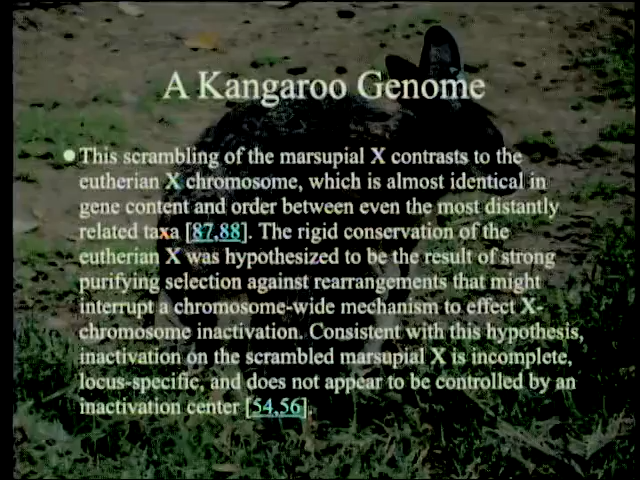 A Kangaroo Genome
This scrambling of the marsupial X contrasts to the
eutherian X chromosome, which is almost identical in
gene content and order between even the most distantly
related taxa [87,88]. The rigid conservation of the
eutherian X was hypothesized to be the result of strong
purifying selection against rearrangements that might
interrupt a chromosome-wide mechanism to effect X-
chromosome inactivation. Consistent with this hypothesis,
inactivation on the scrambled marsupial X is incomplete,
locus-specific, and does not appear to be controlled by an
inactivation center [54,56].